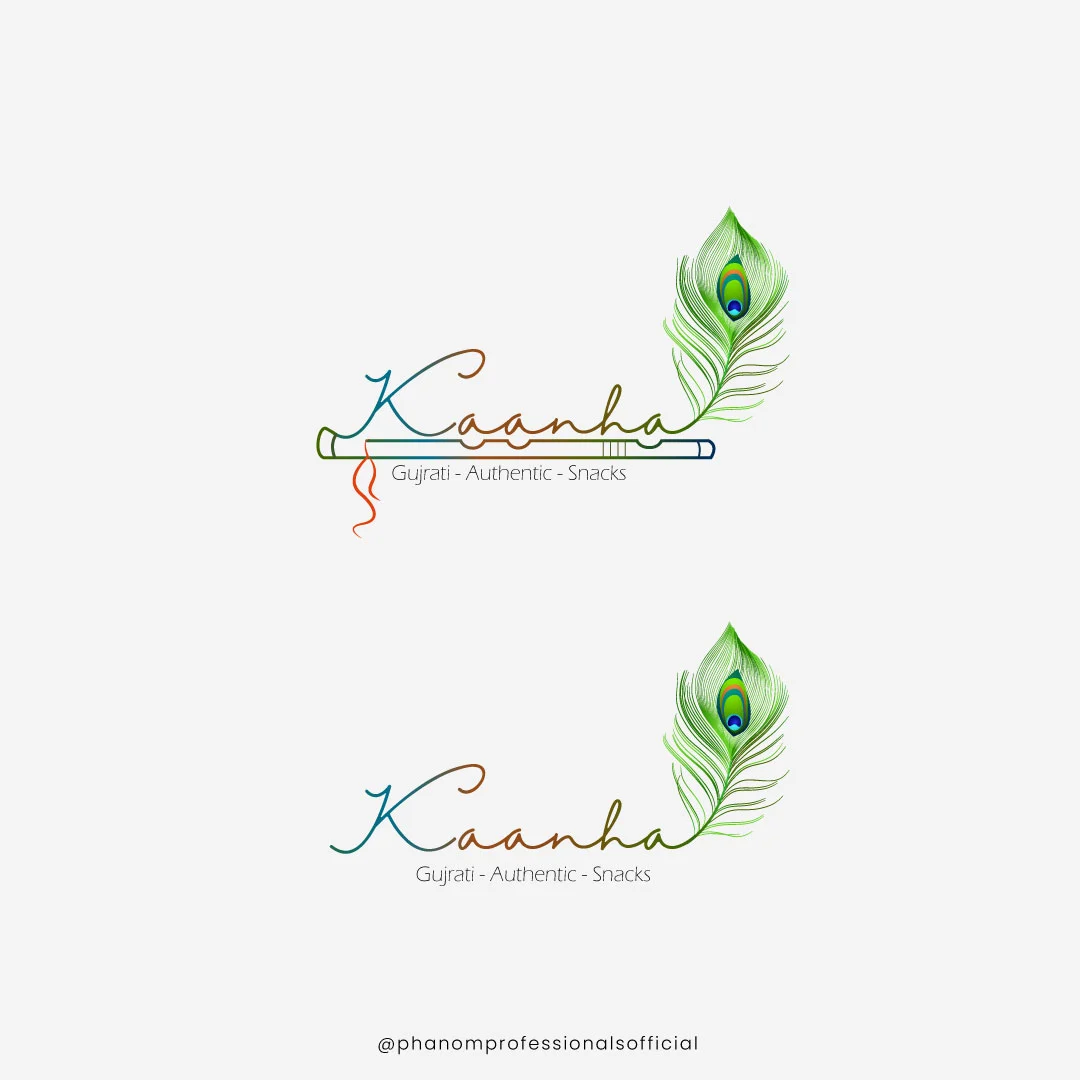 Kaanha
Gujrati - Authentic - Snacks
Kaanha
Gujrati - Authentic - Snacks
@phanomprofessionalsofficial